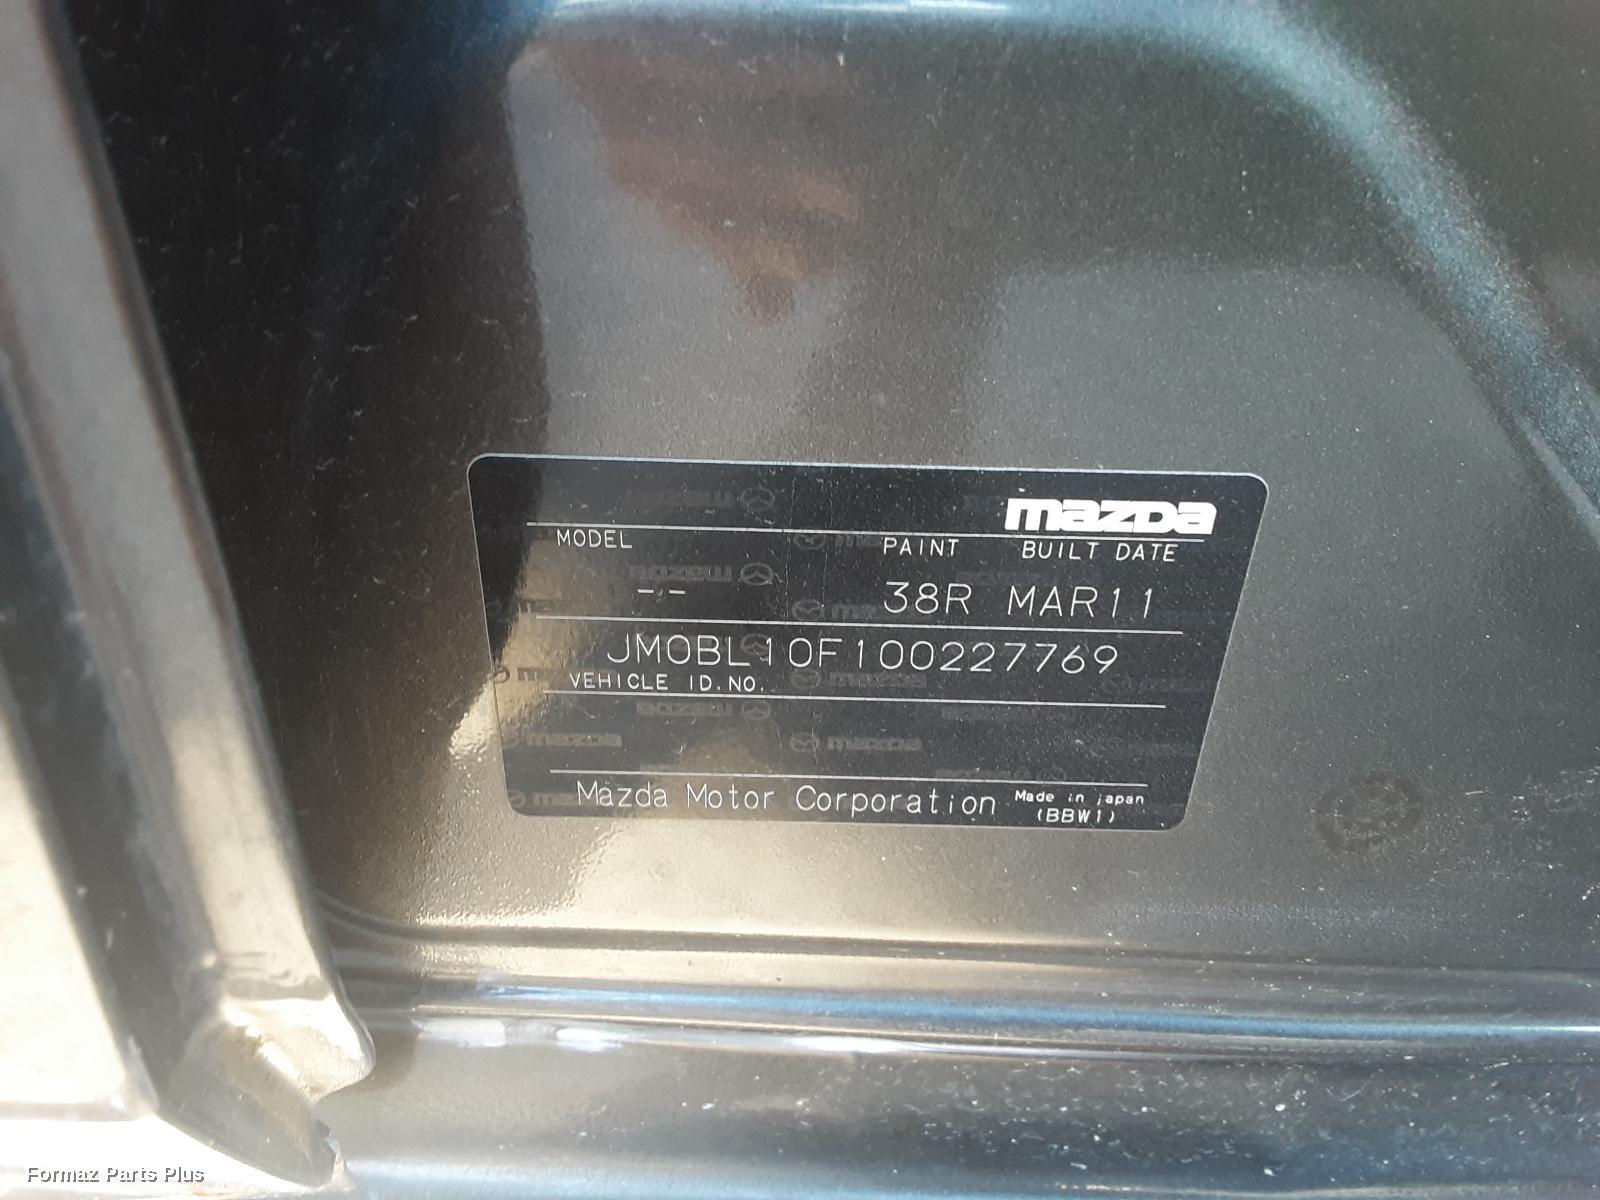 mazda
MODEL PAINT BUILT DATE
-,- 38R MAR11
JM0BL10F100227769
VEHICLE ID.NO.
Mazda Motor Corporation Made in japan
(BBW1)
Formaz Parts Plus